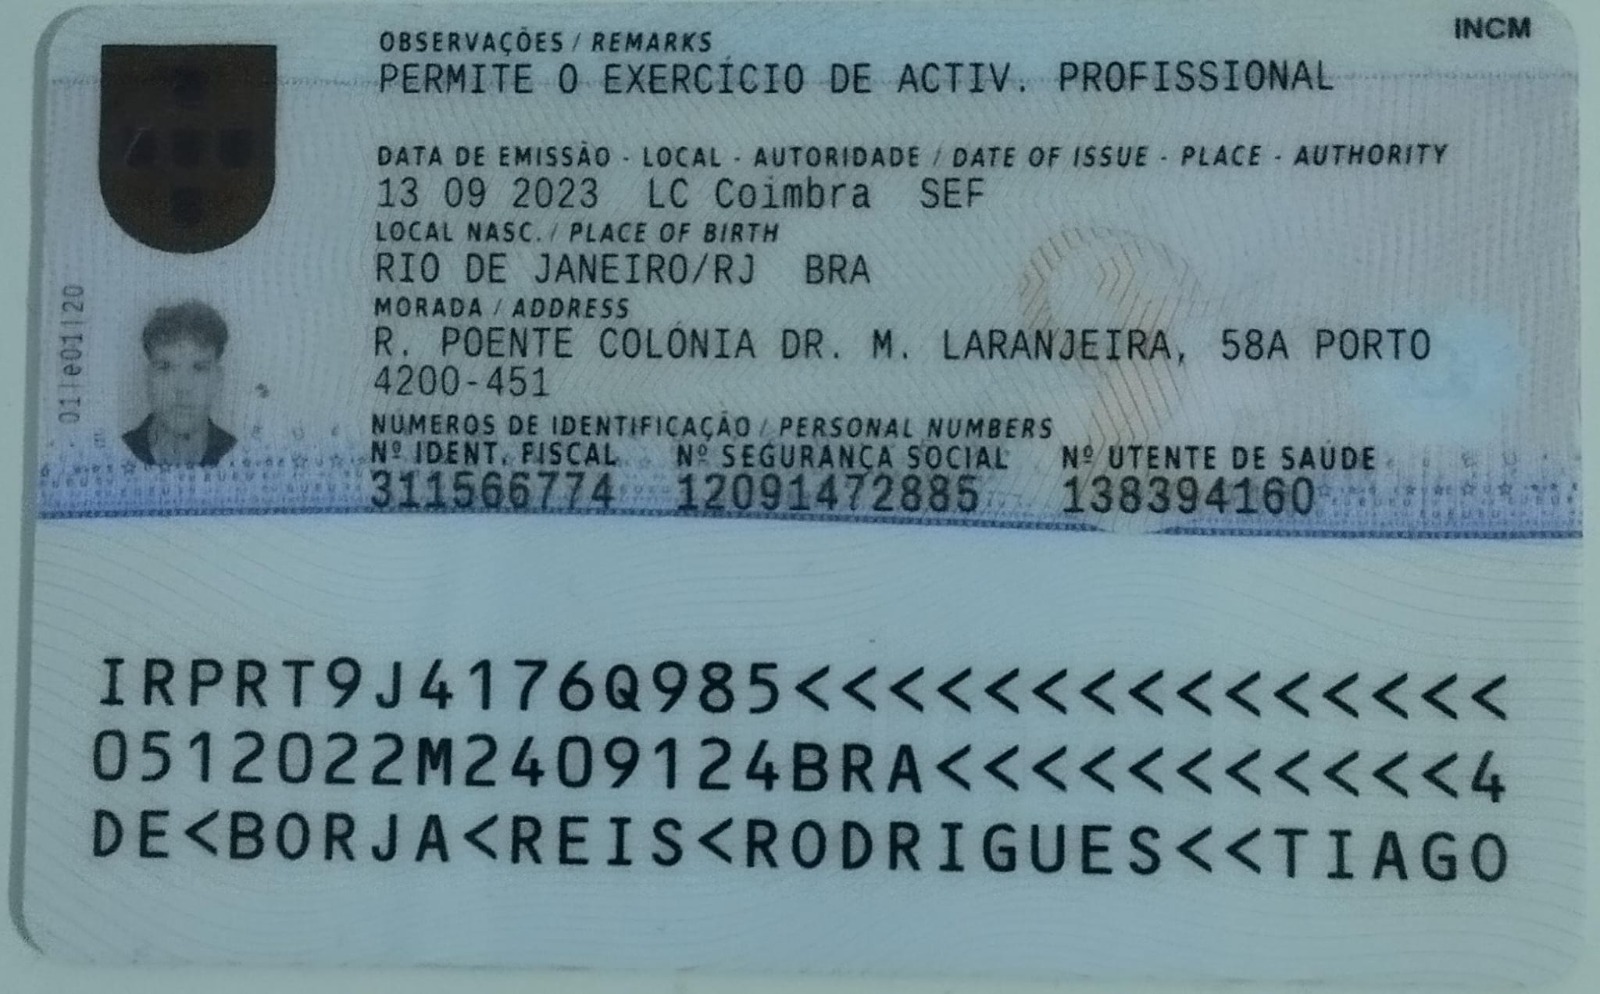 INCM
OBSERVAÇÕES / REMARKS
PERMITE O EXERCÍCIO DE ACTIV. PROFISSIONAL
DATA DE EMISSÃO - LOCAL - AUTORIDADE / DATE OF ISSUE - PLACE - AUTHORITY
13 09 2023 LC Coimbra SEF
LOCAL NASC. / PLACE OF BIRTH
RIO DE JANEIRO/RJ BRA
MORADA / ADDRESS
R. POENTE COLÓNIA DR. M. LARANJEIRA, 58A PORTO
4200-451
NÚMEROS DE IDENTIFICAÇÃO / PERSONAL NUMBERS
Nº IDENT. FISCAL Nº SEGURANÇA SOCIAL Nº UTENTE DE SAÚDE
311566774 12091472885 138394160
01|e01|20
IRPRT9J4176Q985<<<<<<<<<<<<<<<
0512022M2409124BRA<<<<<<<<<<<4
DE<BORJA<REIS<RODRIGUES<<TIAGO